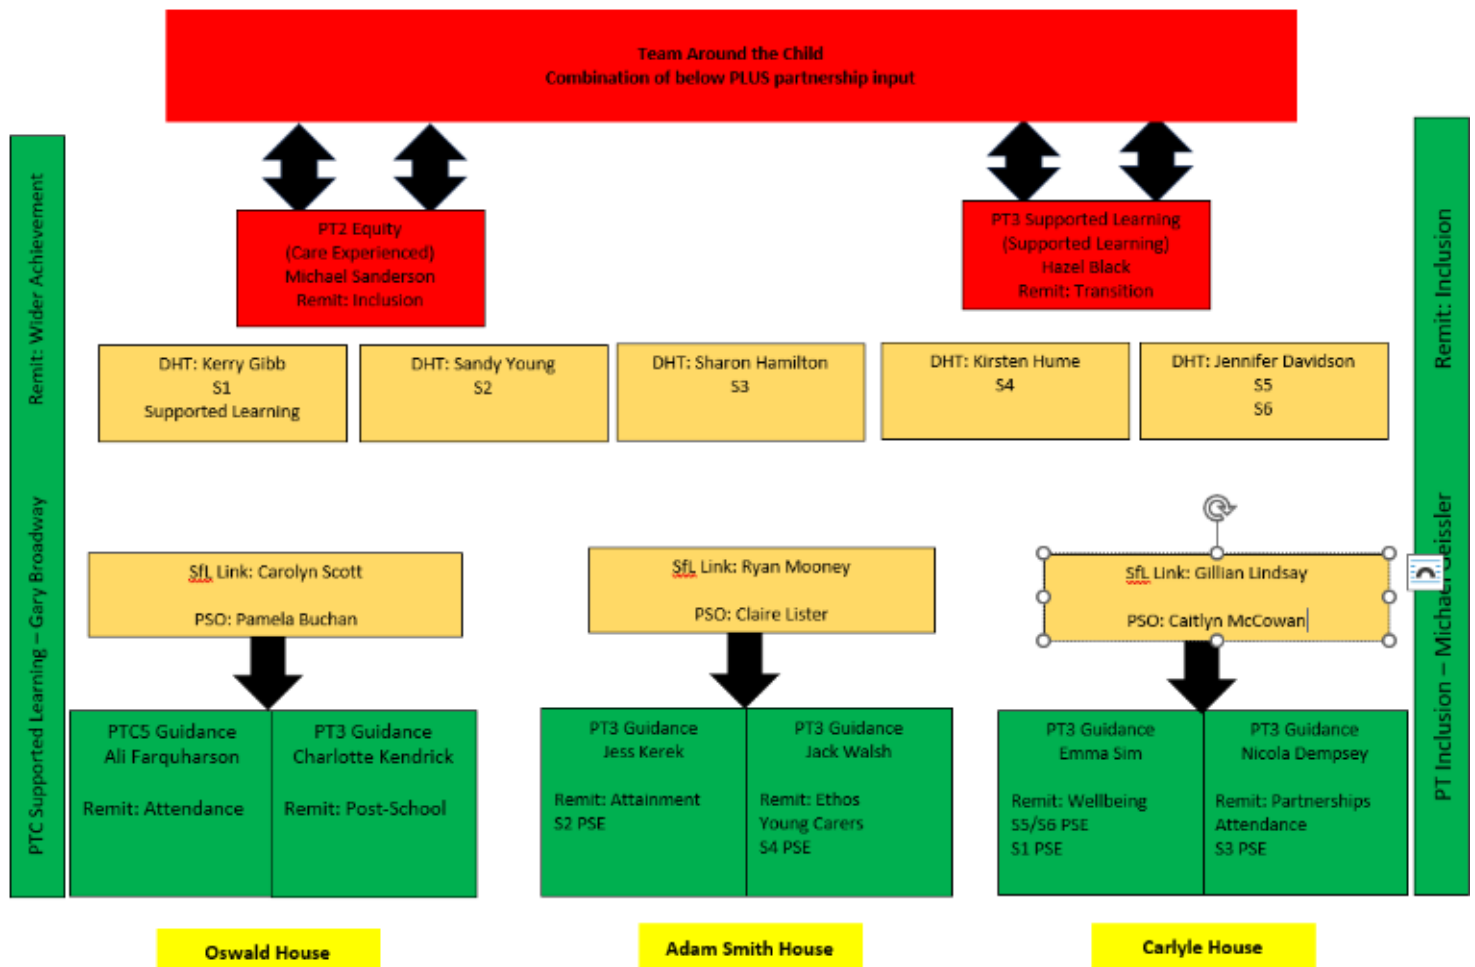 Team Around the Child
Combination of below PLUS partnership input
PT2 Equity
(Care Experienced)
Michael Sanderson
Remit: Inclusion
PT3 Supported Learning
(Supported Learning)
Hazel Black
Remit: Transition
DHT: Kerry Gibb
S1
Supported Learning
DHT: Sandy Young
S2
DHT: Sharon Hamilton
S3
DHT: Kirsten Hume
S4
DHT: Jennifer Davidson
S5
S6
PTC Supported Learning – Gary Broadway
Remit: Wider Achievement
PT Inclusion – Michael Geissler
Remit: Inclusion
SfL Link: Carolyn Scott
PSO: Pamela Buchan
SfL Link: Ryan Mooney
PSO: Claire Lister
SfL Link: Gillian Lindsay
PSO: Caitlyn McCowan
PTC5 Guidance
Ali Farquharson
Remit: Attendance
PT3 Guidance
Charlotte Kendrick
Remit: Post-School
PT3 Guidance
Jess Kerek
Remit: Attainment
S2 PSE
PT3 Guidance
Jack Walsh
Remit: Ethos
Young Carers
S4 PSE
PT3 Guidance
Emma Sim
Remit: Wellbeing
S5/S6 PSE
S1 PSE
PT3 Guidance
Nicola Dempsey
Remit: Partnerships
Attendance
S3 PSE
Oswald House
Adam Smith House
Carlyle House